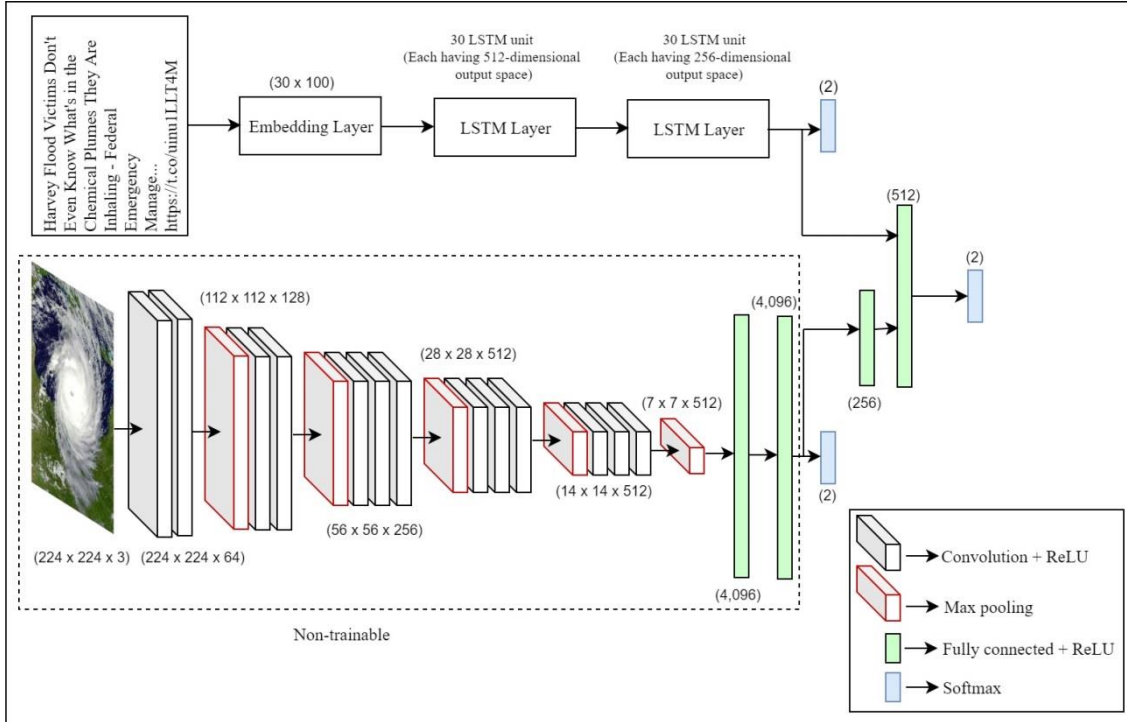 Harvey Flood Victims Don't
Even Know What's in the
Chemical Plumes They Are
Inhaling - Federal
Emergency
Manage...
https://t.co/uinu1LLT4M
(30 x 100)
Embedding Layer
30 LSTM unit
(Each having 512-dimensional
output space)
LSTM Layer
30 LSTM unit
(Each having 256-dimensional
output space)
LSTM Layer
(2)
(512)
(2)
(224 x 224 x 3)
(224 x 224 x 64)
(112 x 112 x 128)
(56 x 56 x 256)
(28 x 28 x 512)
(14 x 14 x 512)
(7 x 7 x 512)
(4,096)
(4,096)
(256)
(2)
Non-trainable
Convolution + ReLU
Max pooling
Fully connected + ReLU
Softmax